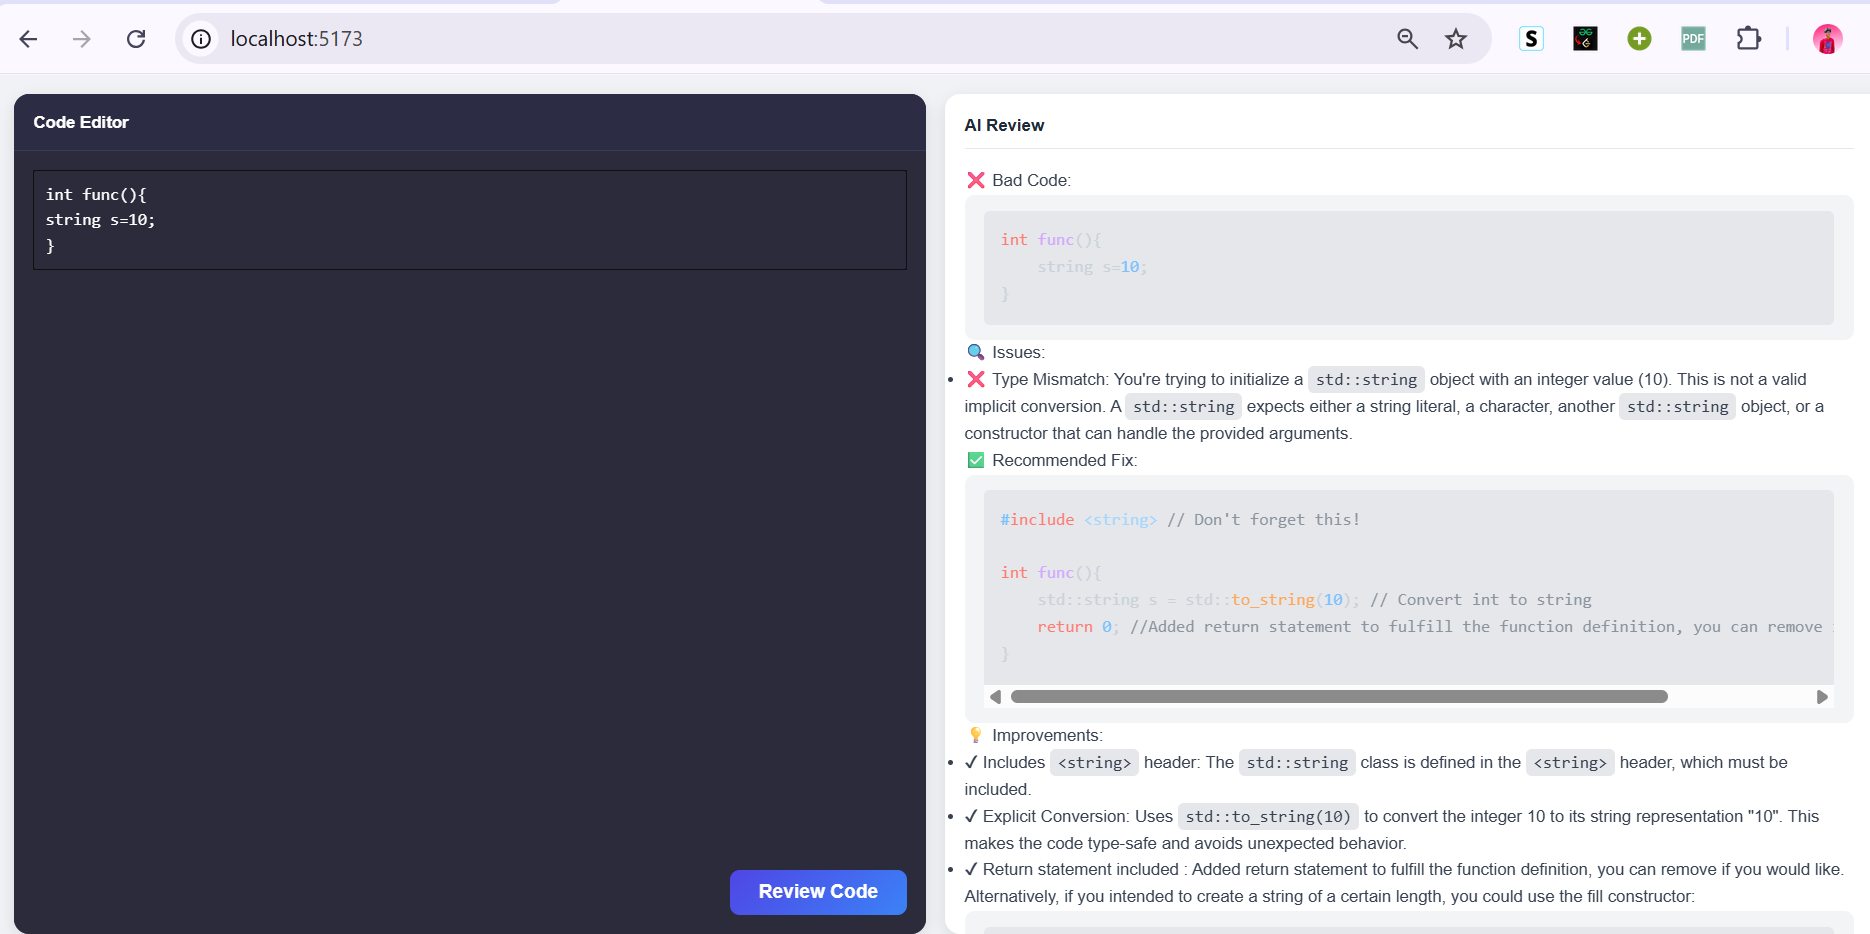 localhost:5173
S
PDF
Code Editor
int func(){
string s=10;
}
Review Code
AI Review
❌ Bad Code:
int func(){
    string s=10;
}
🔍 Issues:
• ❌ Type Mismatch: You're trying to initialize a std::string object with an integer value (10). This is not a valid
implicit conversion. A std::string expects either a string literal, a character, another std::string object, or a
constructor that can handle the provided arguments.
✅ Recommended Fix:
#include <string> // Don't forget this!
int func(){
    std::string s = std::to_string(10); // Convert int to string
    return 0; //Added return statement to fulfill the function definition, you can remove
}
💡 Improvements:
• ✓ Includes <string> header: The std::string class is defined in the <string> header, which must be
included.
• ✓ Explicit Conversion: Uses std::to_string(10) to convert the integer 10 to its string representation "10". This
makes the code type-safe and avoids unexpected behavior.
• ✓ Return statement included : Added return statement to fulfill the function definition, you can remove if you would like.
Alternatively, if you intended to create a string of a certain length, you could use the fill constructor: